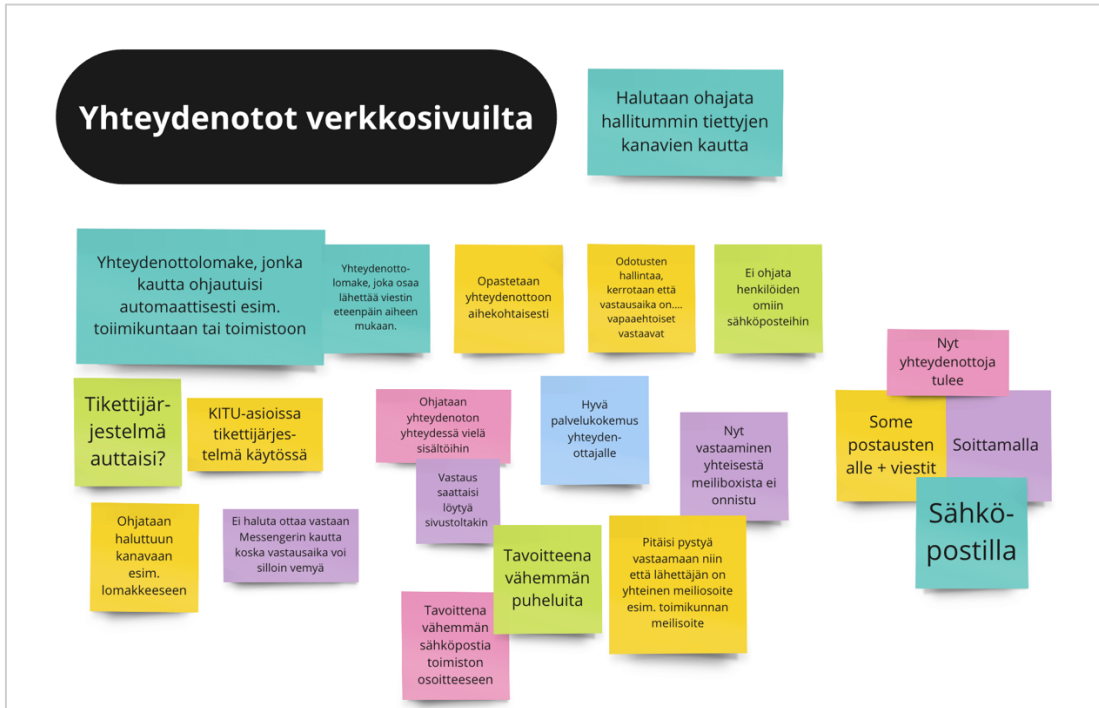 Yhteydenotot verkkosivuilta
Halutaan ohajata
hallitummin tiettyjen
kanavien kautta
Yhteydenottolomake, jonka
kautta ohjautuisi
automaattisesti esim.
toiimikuntaan tai toimistoon
Yhteydenotto-
lomake, joka osaa
lähettää viestin
eteenpäin aiheen
mukaan.
Opastetaan
yhteydenottoon
aihekohtaisesti
Odotusten
hallintaa,
kerrotaan että
vastausaika on....
vapaaehtoiset
vastaavat
Ei ohjata
henkilöiden
omiin
sähköposteihin
Nyt
yhteydenottoja
tulee
Some
postausten
alle + viestit
Soittamalla
Sähkö-
postilla
Tikettijär-
jestelmä
auttaisi?
KITU-asioissa
tikettijärjes-
telmä käytössä
Ohjataan
yhteydenoton
yhteydessä vielä
sisältöihin
Vastaus
saattaisi
löytyä
sivustoltakin
Hyvä
palvelukokemus
yhteyden-
ottajalle
Nyt
vastaaminen
yhteisestä
meiliboxista ei
onnistu
Ohjataan
haluttuun
kanavaan
esim.
lomakkeeseen
Ei haluta ottaa vastaan
Messengerin kautta
koska vastausaika voi
silloin vemyä
Tavoitteena
vähemmän
puheluita
Pitäisi pystyä
vastaamaan niin
että lähettäjän on
yhteinen meiliosoite
esim. toimikunnan
meilisoite
Tavoittena
vähemmän
sähköpostia
toimiston
osoitteeseen